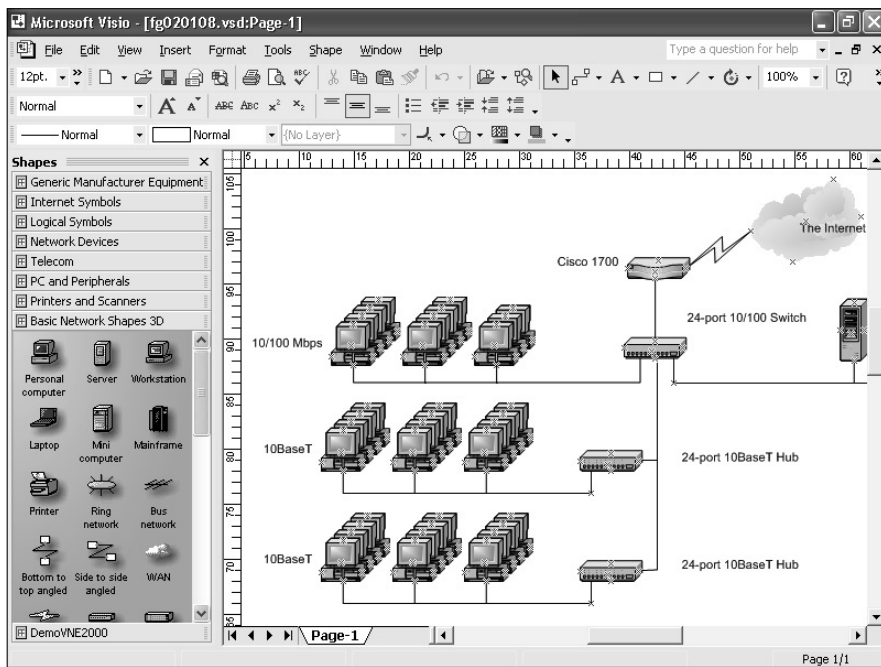 Microsoft Visio - [fg020108.vsd:Page-1]
File Edit View Insert Format Tools Shape Window Help Type a question for help
12pt. ABC A 100% ?
Normal A A ABC ABC x² x₂
Normal Normal {No Layer}
Shapes
Generic Manufacturer Equipment
Internet Symbols
Logical Symbols
Network Devices
Telecom
PC and Peripherals
Printers and Scanners
Basic Network Shapes 3D
Personal computer
Server
Workstation
Laptop
Mini computer
Mainframe
Printer
Ring network
Bus network
Bottom to top angled
Side to side angled
WAN
DemoVNE2000
5 10 15 20 25 30 35 40 45 50 55 60
105
100
95
90
85
80
75
70
65
The Internet
Cisco 1700
24-port 10/100 Switch
10/100 Mbps
10BaseT
24-port 10BaseT Hub
10BaseT
24-port 10BaseT Hub
Page-1
Page 1/1